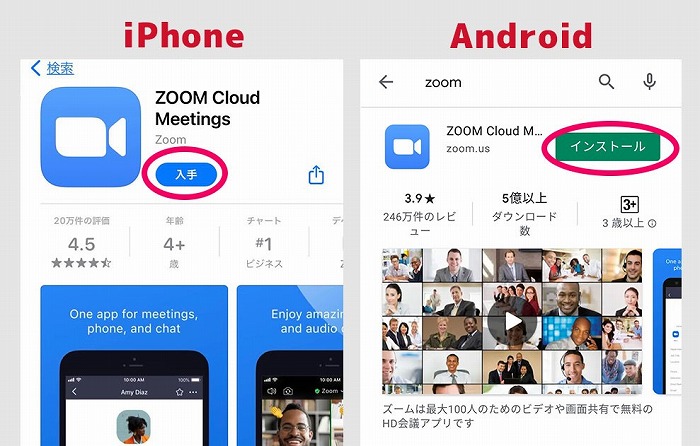 iPhone
Android
検索
ZOOM Cloud
Meetings
Zoom
入手
20万件の評価
4.5
年齢
4+
歳
チャート
#1
ビジネス
デベ
Z
One app for meetings,
phone, and chat
10:00 AM
100%
Amy Diaz
Enjoy amazin
and audio
10:00 AM
Zoom
zoom
ZOOM Cloud M...
zoom.us
インストール
3.9★
246万件のレビ
ュー
5億以上
ダウンロード
数
3+
3 歳以上
One a
ズームは最大100人のためのビデオや画面共有で無料の
HD会議アプリです